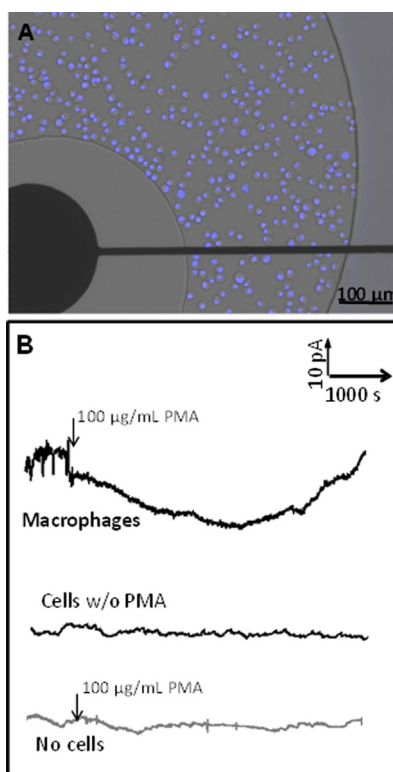 A
100 µm
B
10 pA
1000 s
100 µg/mL PMA
Macrophages
Cells w/o PMA
100 µg/mL PMA
No cells